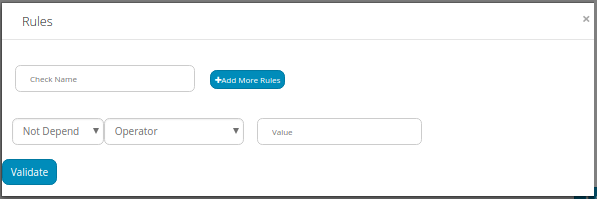 Rules ×
Check Name +Add More Rules
Not Depend Operator Value
Validate